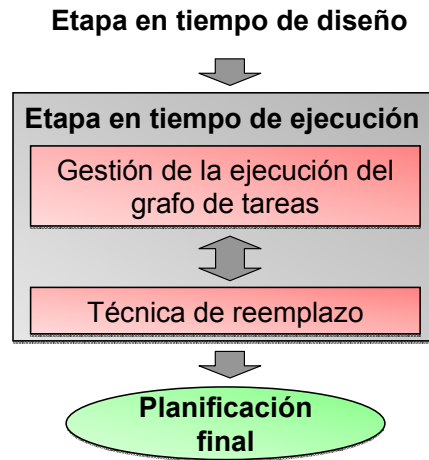 Etapa en tiempo de diseño
Etapa en tiempo de ejecución
Gestión de la ejecución del
grafo de tareas
Técnica de reemplazo
Planificación
final